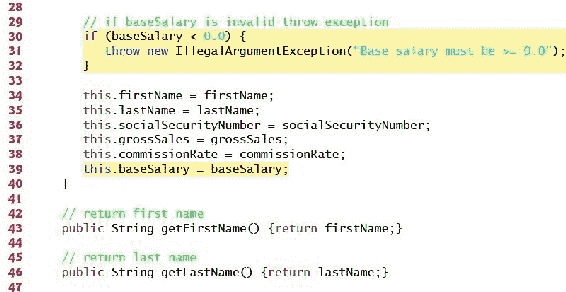 28
29 // if baseSalary is invalid throw exception
30 if (baseSalary < 0.0) {
31 throw new IllegalArgumentException("Base salary must be >= 0.0");
32 }
33
34 this.firstName = firstName;
35 this.lastName = lastName;
36 this.socialSecurityNumber = socialSecurityNumber;
37 this.grossSales = grossSales;
38 this.commissionRate = commissionRate;
39 this.baseSalary = baseSalary;
40 }
41
42 // return first name
43 public String getFirstName() {return firstName;}
44
45 // return last name
46 public String getLastName() {return lastName;}
47